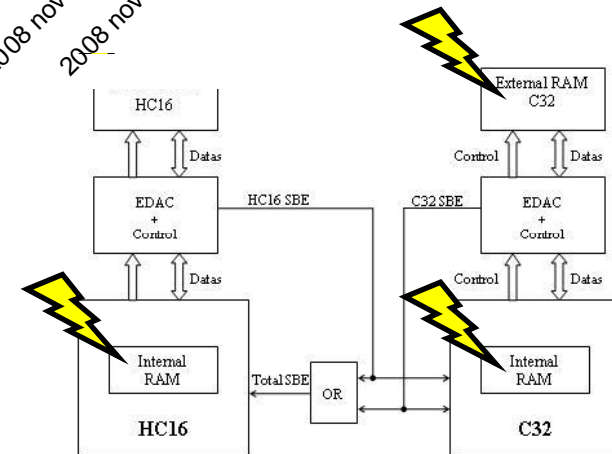 2008 nov
2008 nov
HC16
Datas
EDAC
+
Control
HC16 SBE
Datas
Internal
RAM
HC16
Total SBE
OR
External RAM
C32
Control
Datas
C32 SBE
EDAC
+
Control
Control
Datas
Internal
RAM
C32